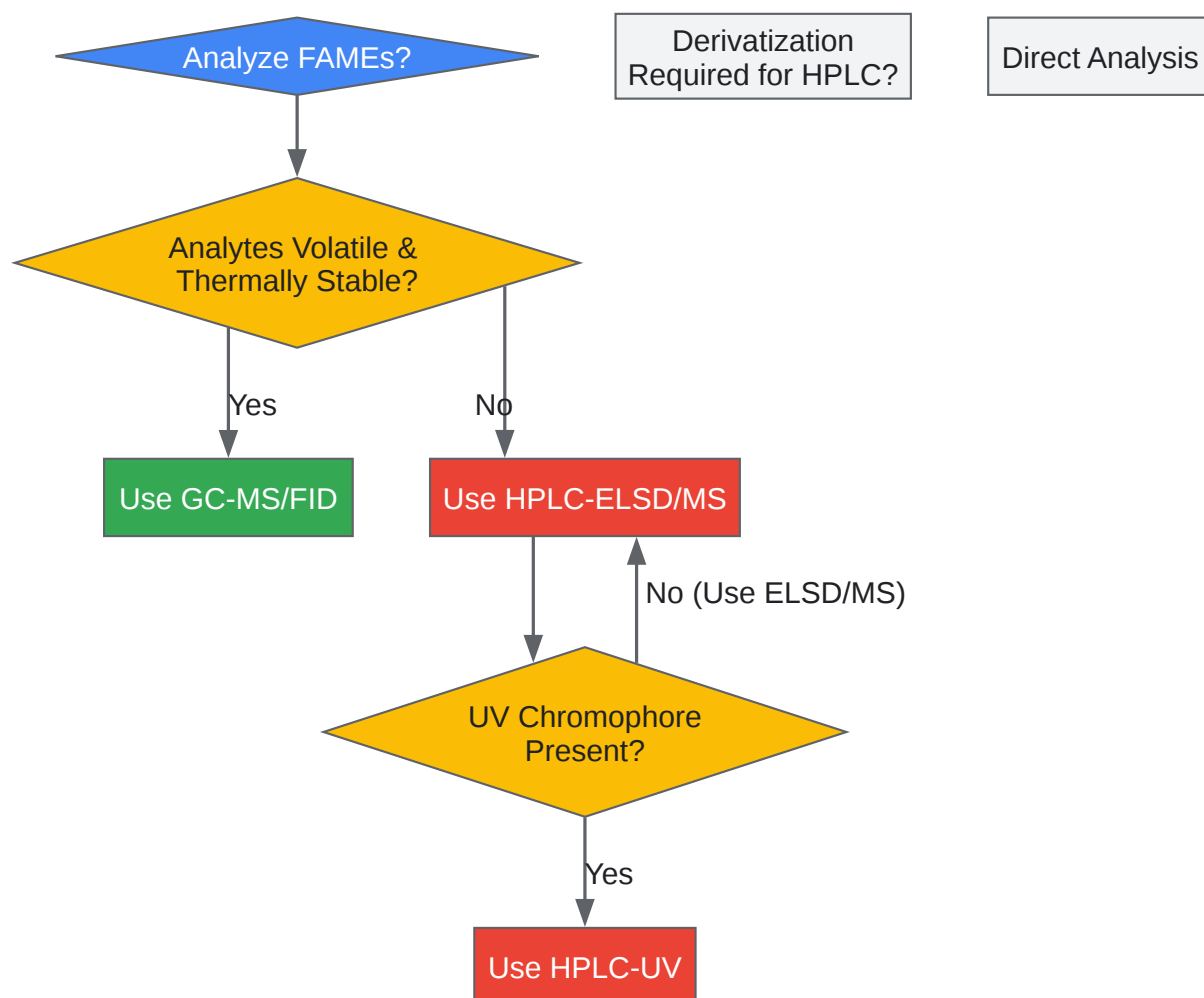 Analyze FAMEs?
Derivatization
Required for HPLC?
Direct Analysis
Analytes Volatile &
Thermally Stable?
Yes
No
Use GC-MS/FID
Use HPLC-ELSD/MS
No (Use ELSD/MS)
UV Chromophore
Present?
Yes
Use HPLC-UV